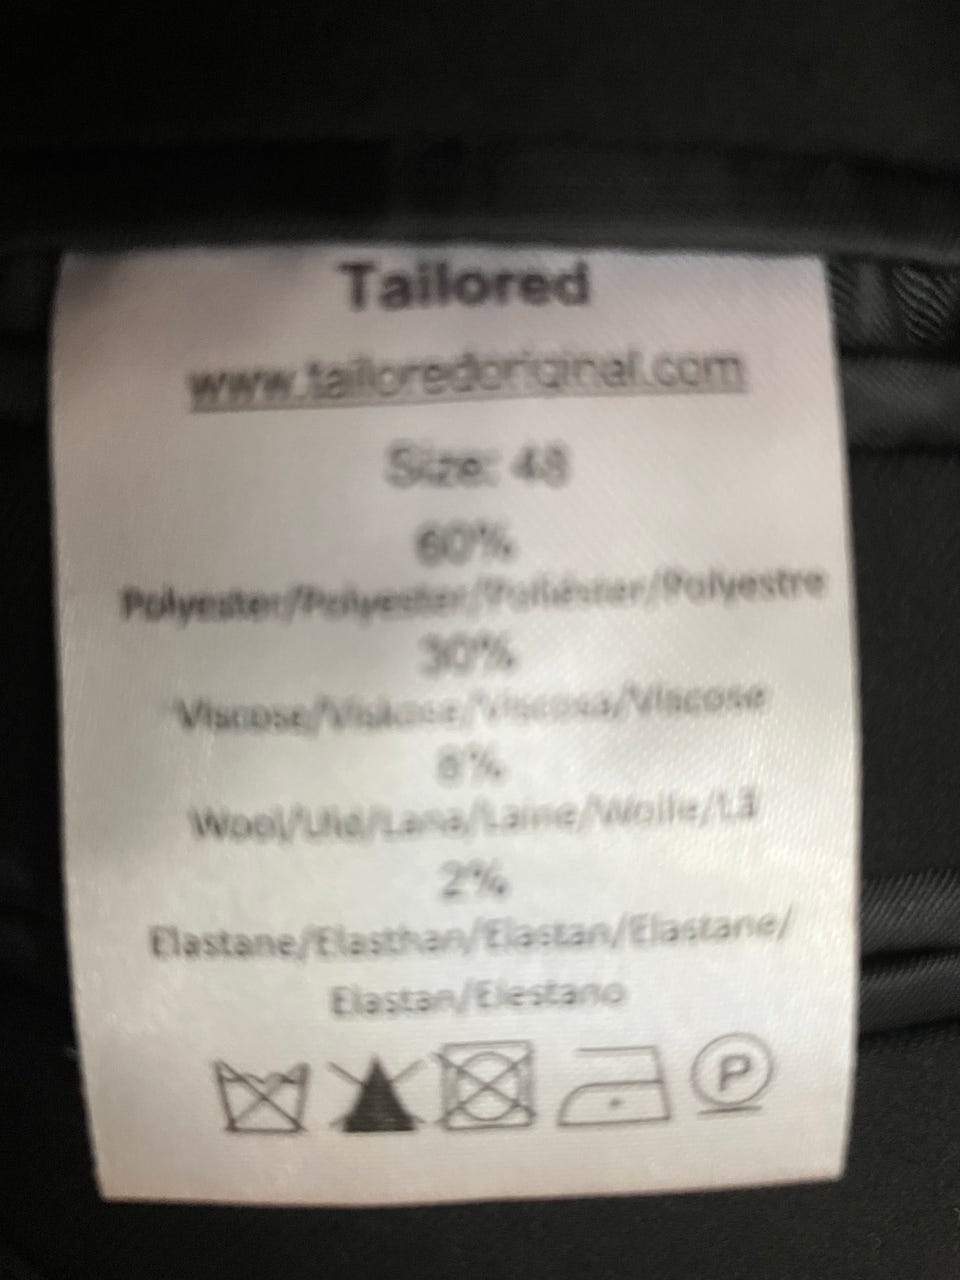 Tailored
www.tailoredoriginal.com
Size: 48
60%
Polyester/Polyester/Poliéster/Polyestre
30%
Viscose/Viskose/Viscosa/Viscose
8%
Wool/Uld/Lana/Laine/Wolle/Lã
2%
Elastane/Elasthan/Elastan/Elastane/
Elastan/Elestano
P